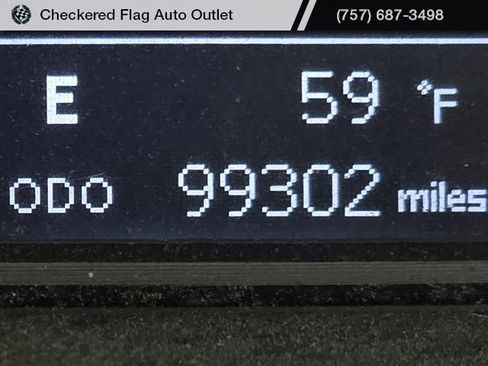 Checkered Flag Auto Outlet (757) 687-3498
E 59 °F
ODO 99302 miles